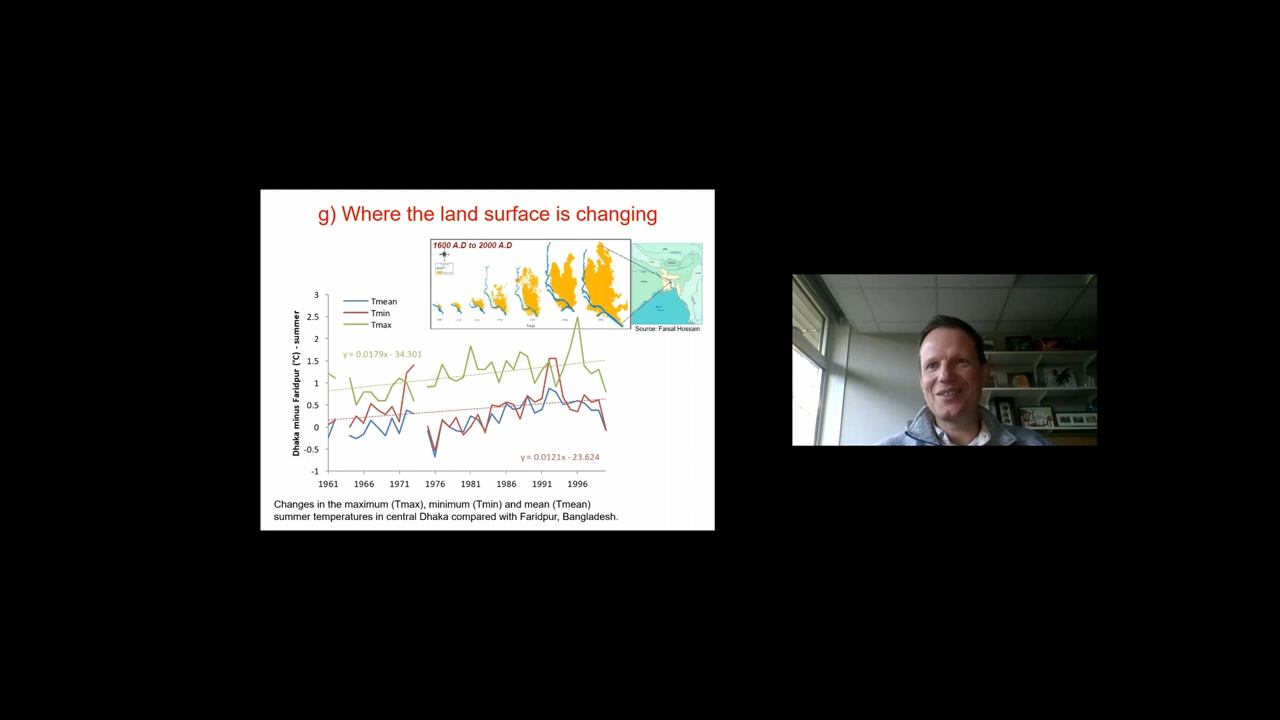 g) Where the land surface is changing
1600 A.D to 2000 A.D
Source: Faisal Hossain
Dhaka minus Faridpur (°C) - summer
3
2.5
2
1.5
1
0.5
0
-0.5
-1
Tmean
Tmin
Tmax
y = 0.0179x - 34.301
y = 0.0121x - 23.624
1961 1966 1971 1976 1981 1986 1991 1996
Changes in the maximum (Tmax), minimum (Tmin) and mean (Tmean)
summer temperatures in central Dhaka compared with Faridpur, Bangladesh.